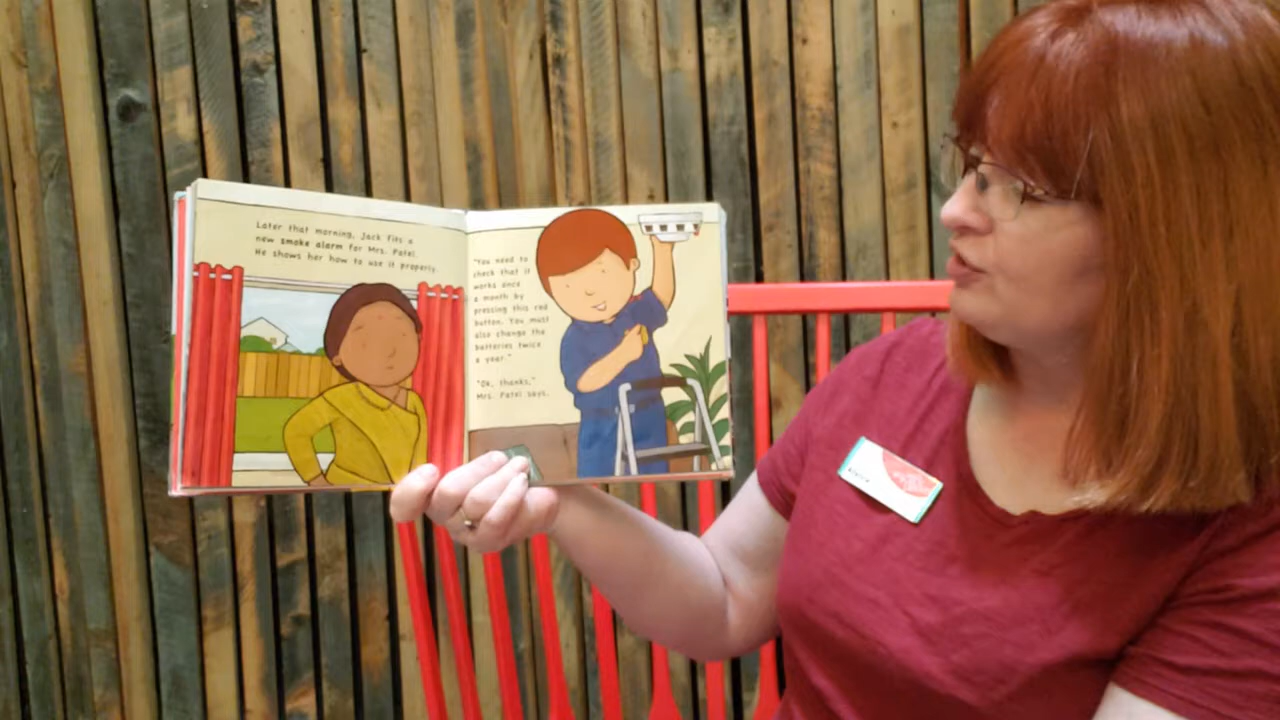 Later that morning, Jack fits a
new smoke alarm for Mrs. Patel.
He shows her how to use it properly.
"You need to
check that it
works once
a month by
pressing this red
button. You must
also change the
batteries twice
a year."
"Ok, thanks,"
Mrs. Patel says.